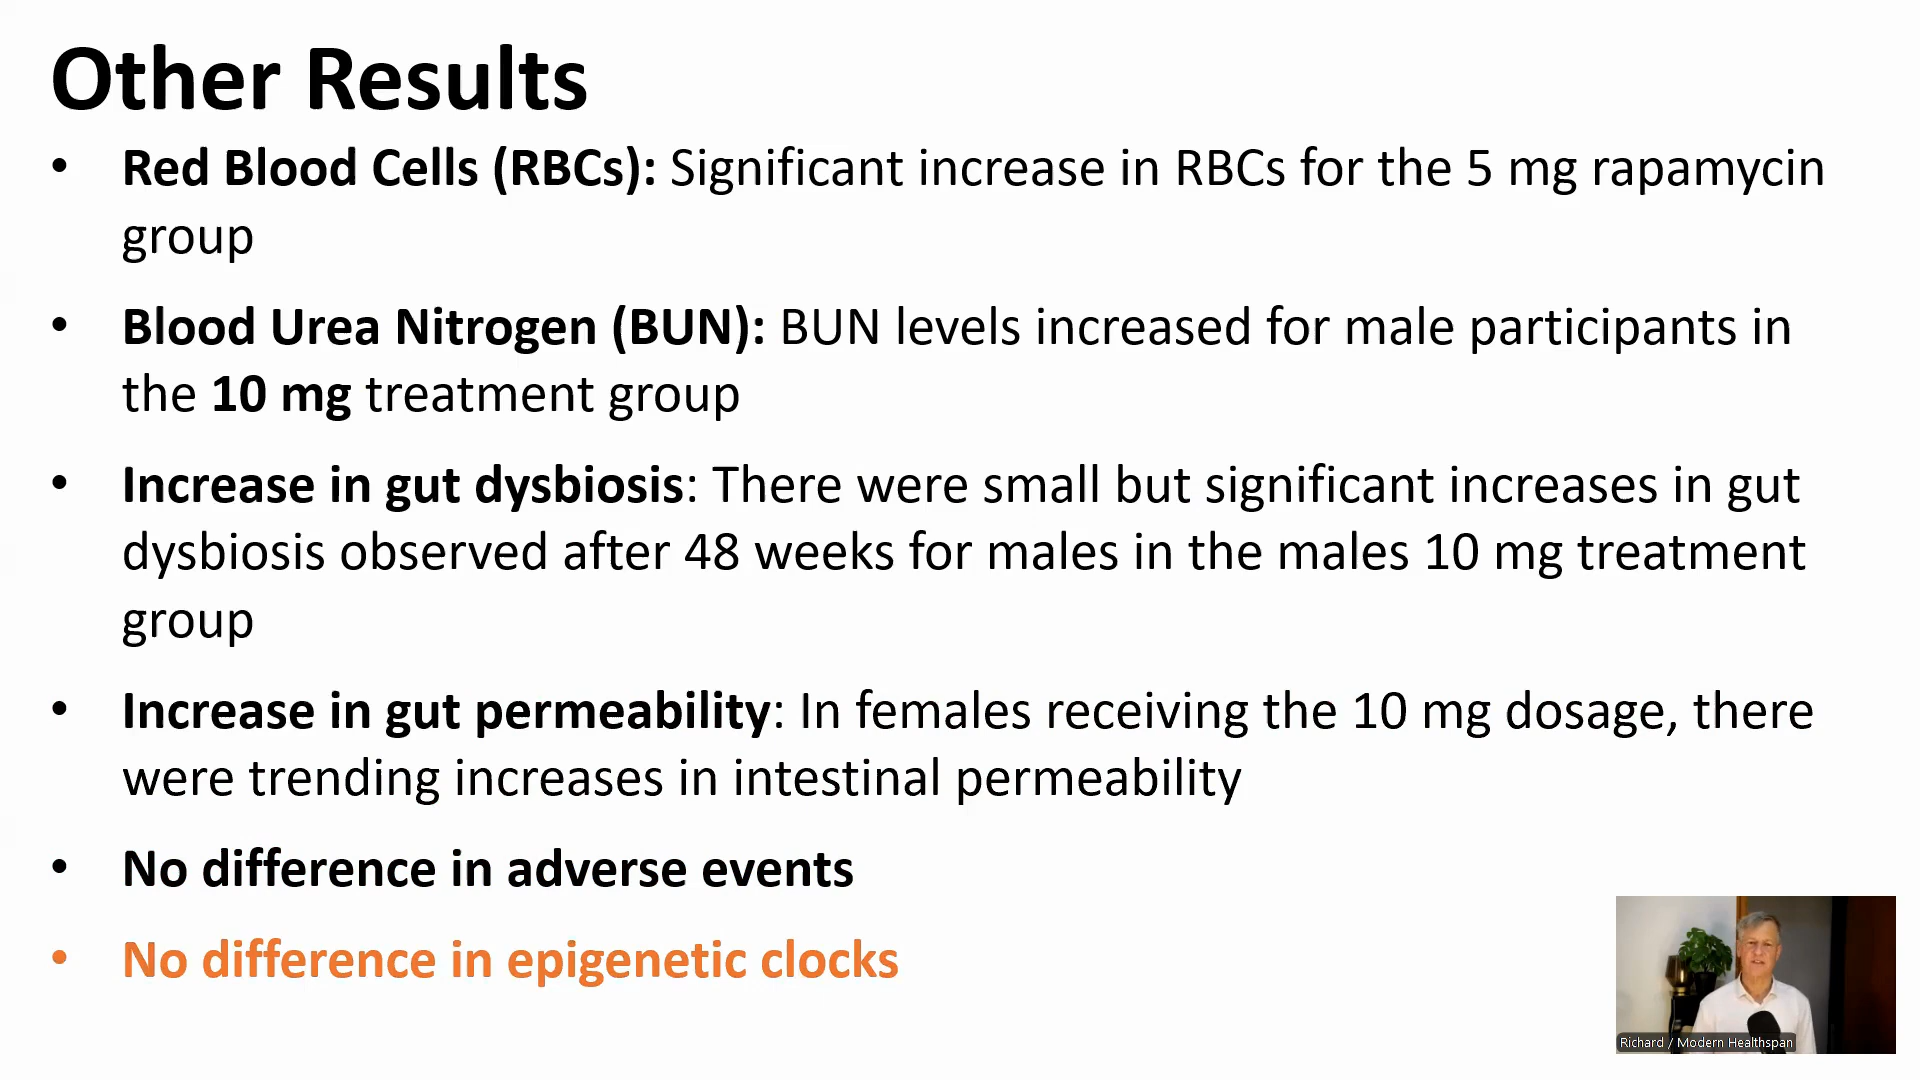 Other Results
• Red Blood Cells (RBCs): Significant increase in RBCs for the 5 mg rapamycin
group
• Blood Urea Nitrogen (BUN): BUN levels increased for male participants in
the 10 mg treatment group
• Increase in gut dysbiosis: There were small but significant increases in gut
dysbiosis observed after 48 weeks for males in the males 10 mg treatment
group
• Increase in gut permeability: In females receiving the 10 mg dosage, there
were trending increases in intestinal permeability
• No difference in adverse events
• No difference in epigenetic clocks
Richard / Modern Healthspan